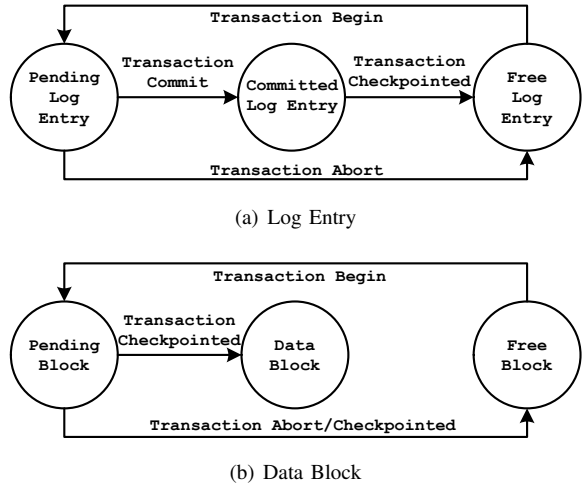 Transaction Begin
Pending
Log
Entry
Transaction
Commit
Committed
Log Entry
Transaction
Checkpointed
Free
Log
Entry
Transaction Abort
(a) Log Entry
Transaction Begin
Pending
Block
Transaction
Checkpointed
Data
Block
Free
Block
Transaction Abort/Checkpointed
(b) Data Block